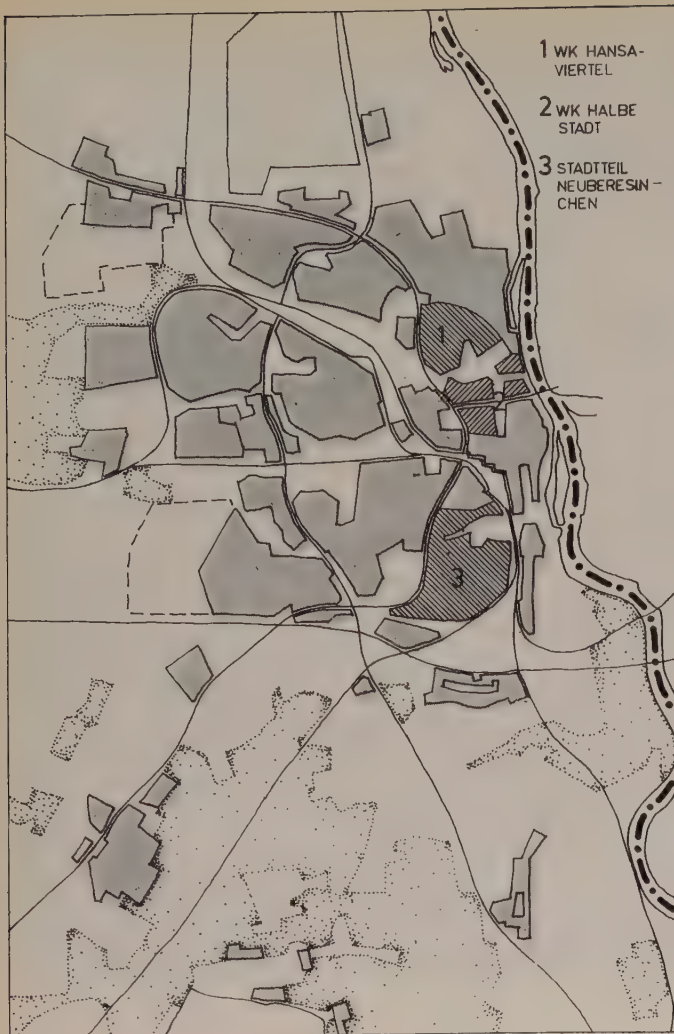 1 WK HANSA-
VIERTEL
2 WK HALBE
STADT
3 STADTTEIL
NEUBERESIN-
CHEN
1
3